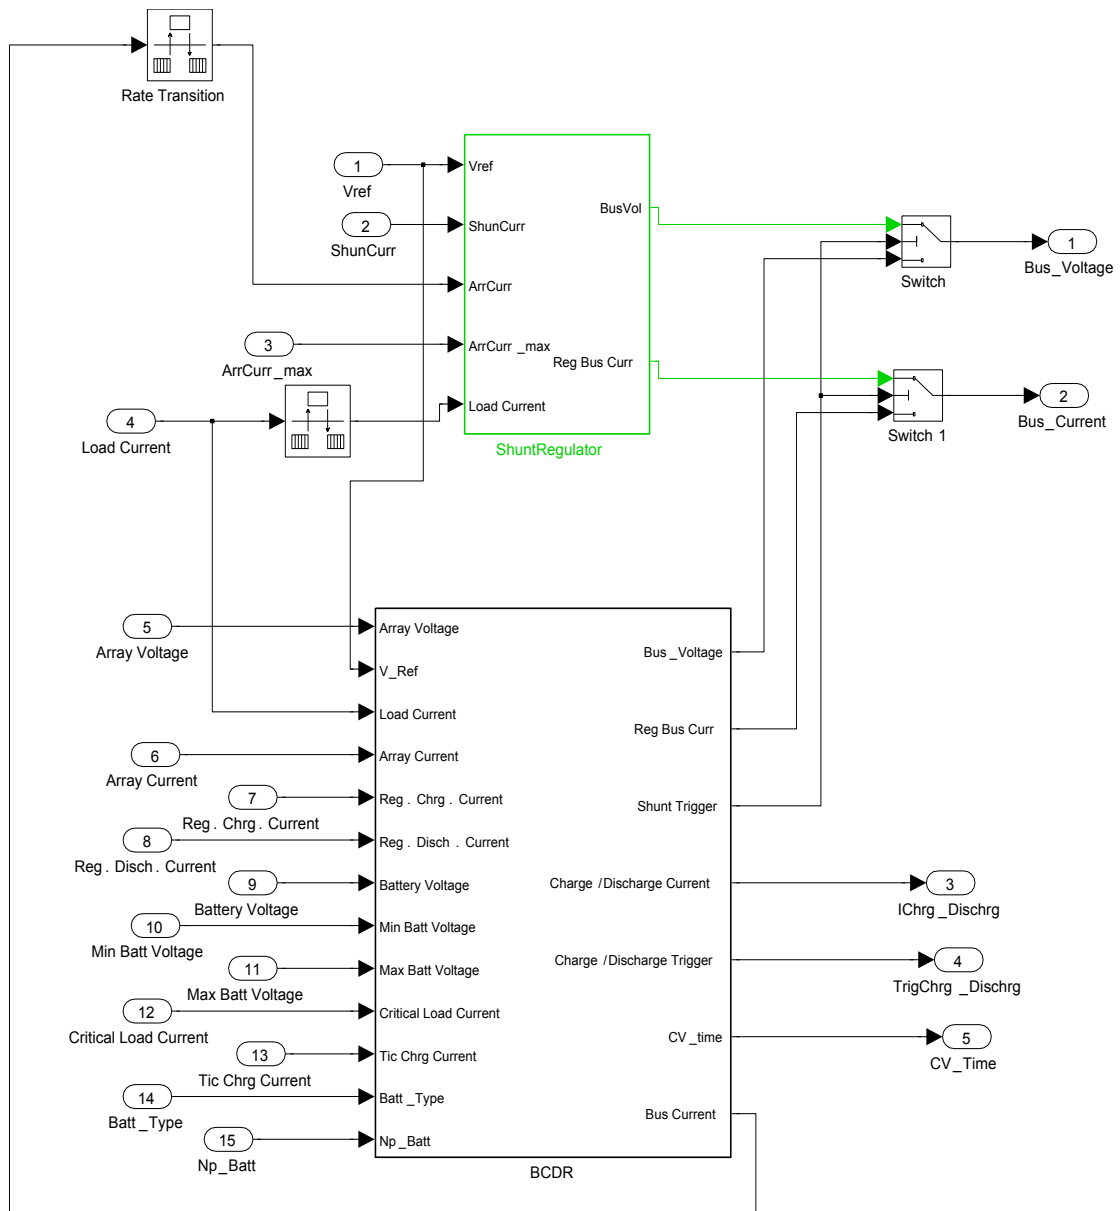 Rate Transition
1
Vref
2
ShunCurr
3
ArrCurr_max
4
Load Current
Vref
ShunCurr
ArrCurr
ArrCurr _max
Load Current
BusVol
Reg Bus Curr
ShuntRegulator
Switch
1
Bus_Voltage
Switch 1
2
Bus_Current
5
Array Voltage
6
Array Current
7
Reg . Chrg . Current
8
Reg . Disch . Current
9
Battery Voltage
10
Min Batt Voltage
11
Max Batt Voltage
12
Critical Load Current
13
Tic Chrg Current
14
Batt _Type
15
Np_Batt
Array Voltage
V_Ref
Load Current
Array Current
Reg . Chrg . Current
Reg . Disch . Current
Battery Voltage
Min Batt Voltage
Max Batt Voltage
Critical Load Current
Tic Chrg Current
Batt _Type
Np_Batt
Bus _Voltage
Reg Bus Curr
Shunt Trigger
Charge /Discharge Current
Charge /Discharge Trigger
CV_time
Bus Current
BCDR
3
IChrg _Dischrg
4
TrigChrg _Dischrg
5
CV_Time